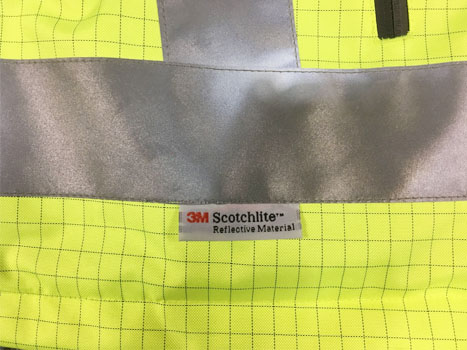 3M Scotchlite™
Reflective Material